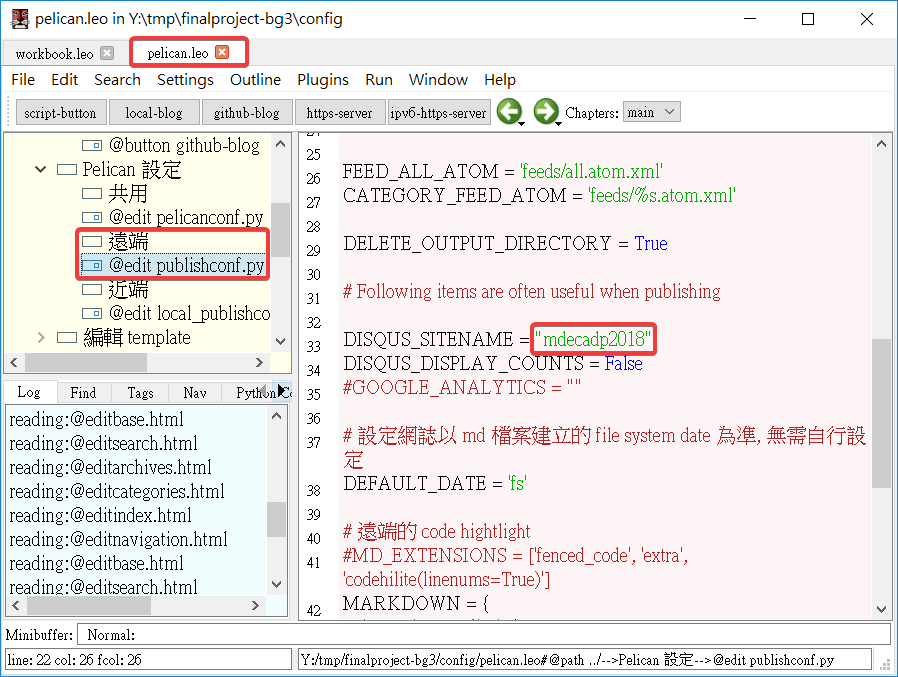 pelican.leo in Y:\tmp\finalproject-bg3\config
workbook.leo
pelican.leo
File Edit Search Settings Outline Plugins Run Window Help
script-button local-blog github-blog https-server ipv6-https-server Chapters: main
@button github-blog
Pelican 設定
共用
@edit pelicanconf.py
遠端
@edit publishconf.py
近端
@edit local_publishco
編輯 template
Log Find Tags Nav Python
reading:@editbase.html
reading:@editsearch.html
reading:@editarchives.html
reading:@editcategories.html
reading:@editindex.html
reading:@editnavigation.html
reading:@editbase.html
reading:@editsearch.html
25
26 FEED_ALL_ATOM = 'feeds/all.atom.xml'
27 CATEGORY_FEED_ATOM = 'feeds/%s.atom.xml'
28
29 DELETE_OUTPUT_DIRECTORY = True
30
31 # Following items are often useful when publishing
32
33 DISQUS_SITENAME = "mdecadp2018"
34 DISQUS_DISPLAY_COUNTS = False
35 #GOOGLE_ANALYTICS = ""
36
37 # 設定網誌以 md 檔案建立的 file system date 為準, 無需自行設
定
38 DEFAULT_DATE = 'fs'
39
40 # 遠端的 code hightlight
41 #MD_EXTENSIONS = ['fenced_code', 'extra',
'codehilite(linenums=True)']
42 MARKDOWN = {
Minibuffer: Normal:
line: 22 col: 26 fcol: 26
Y:/tmp/finalproject-bg3/config/pelican.leo#@path ../-->Pelican 設定-->@edit publishconf.py